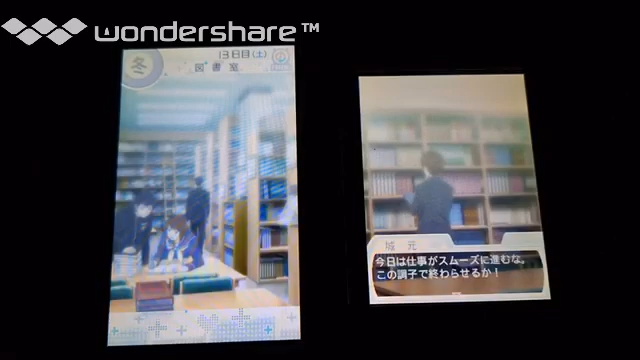 wondershare™
冬
13日目(土)
図書室
城 元
今日は仕事がスムーズに進むな。
この調子で終わらせるか！